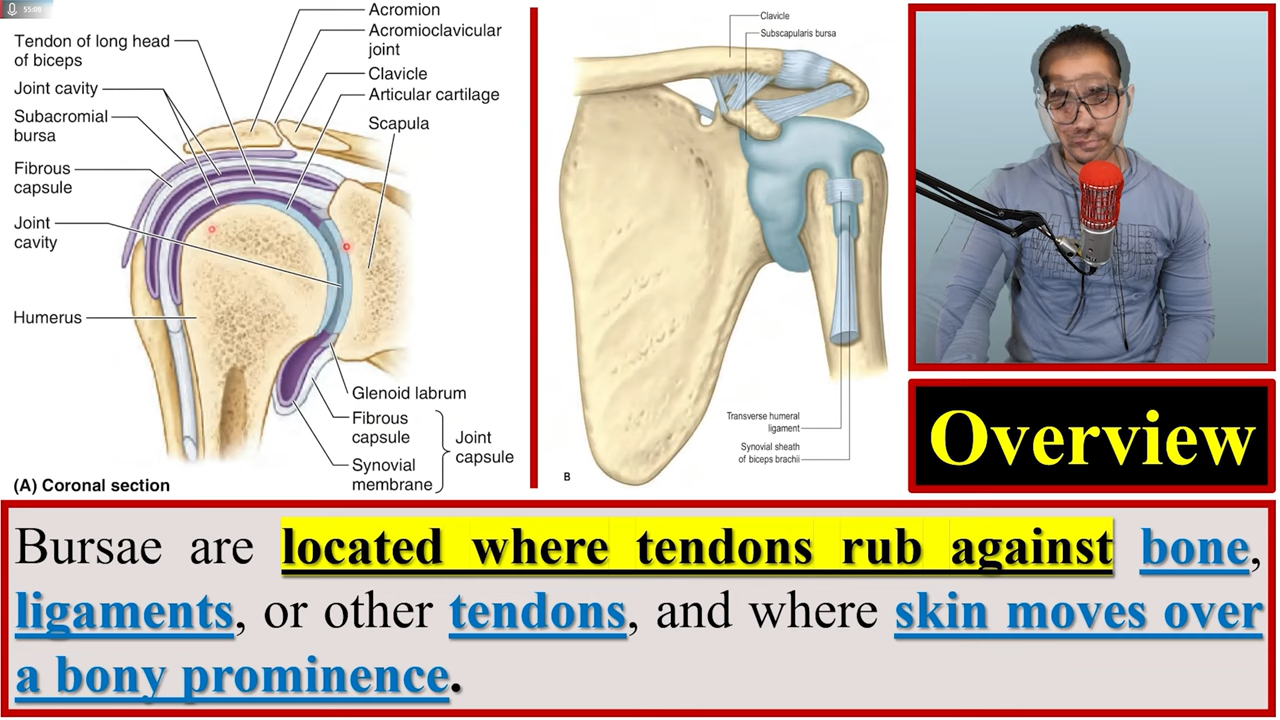 55:09
Acromion
Acromioclavicular
joint
Clavicle
Articular cartilage
Scapula
Tendon of long head
of biceps
Joint cavity
Subacromial
bursa
Fibrous
capsule
Joint
cavity
Humerus
Glenoid labrum
Fibrous
capsule
Synovial
membrane
Joint
capsule
(A) Coronal section
Clavicle
Subscapularis bursa
Transverse humeral
ligament
Synovial sheath
of biceps brachii
B
Overview
Bursae are located where tendons rub against bone,
ligaments, or other tendons, and where skin moves over
a bony prominence.